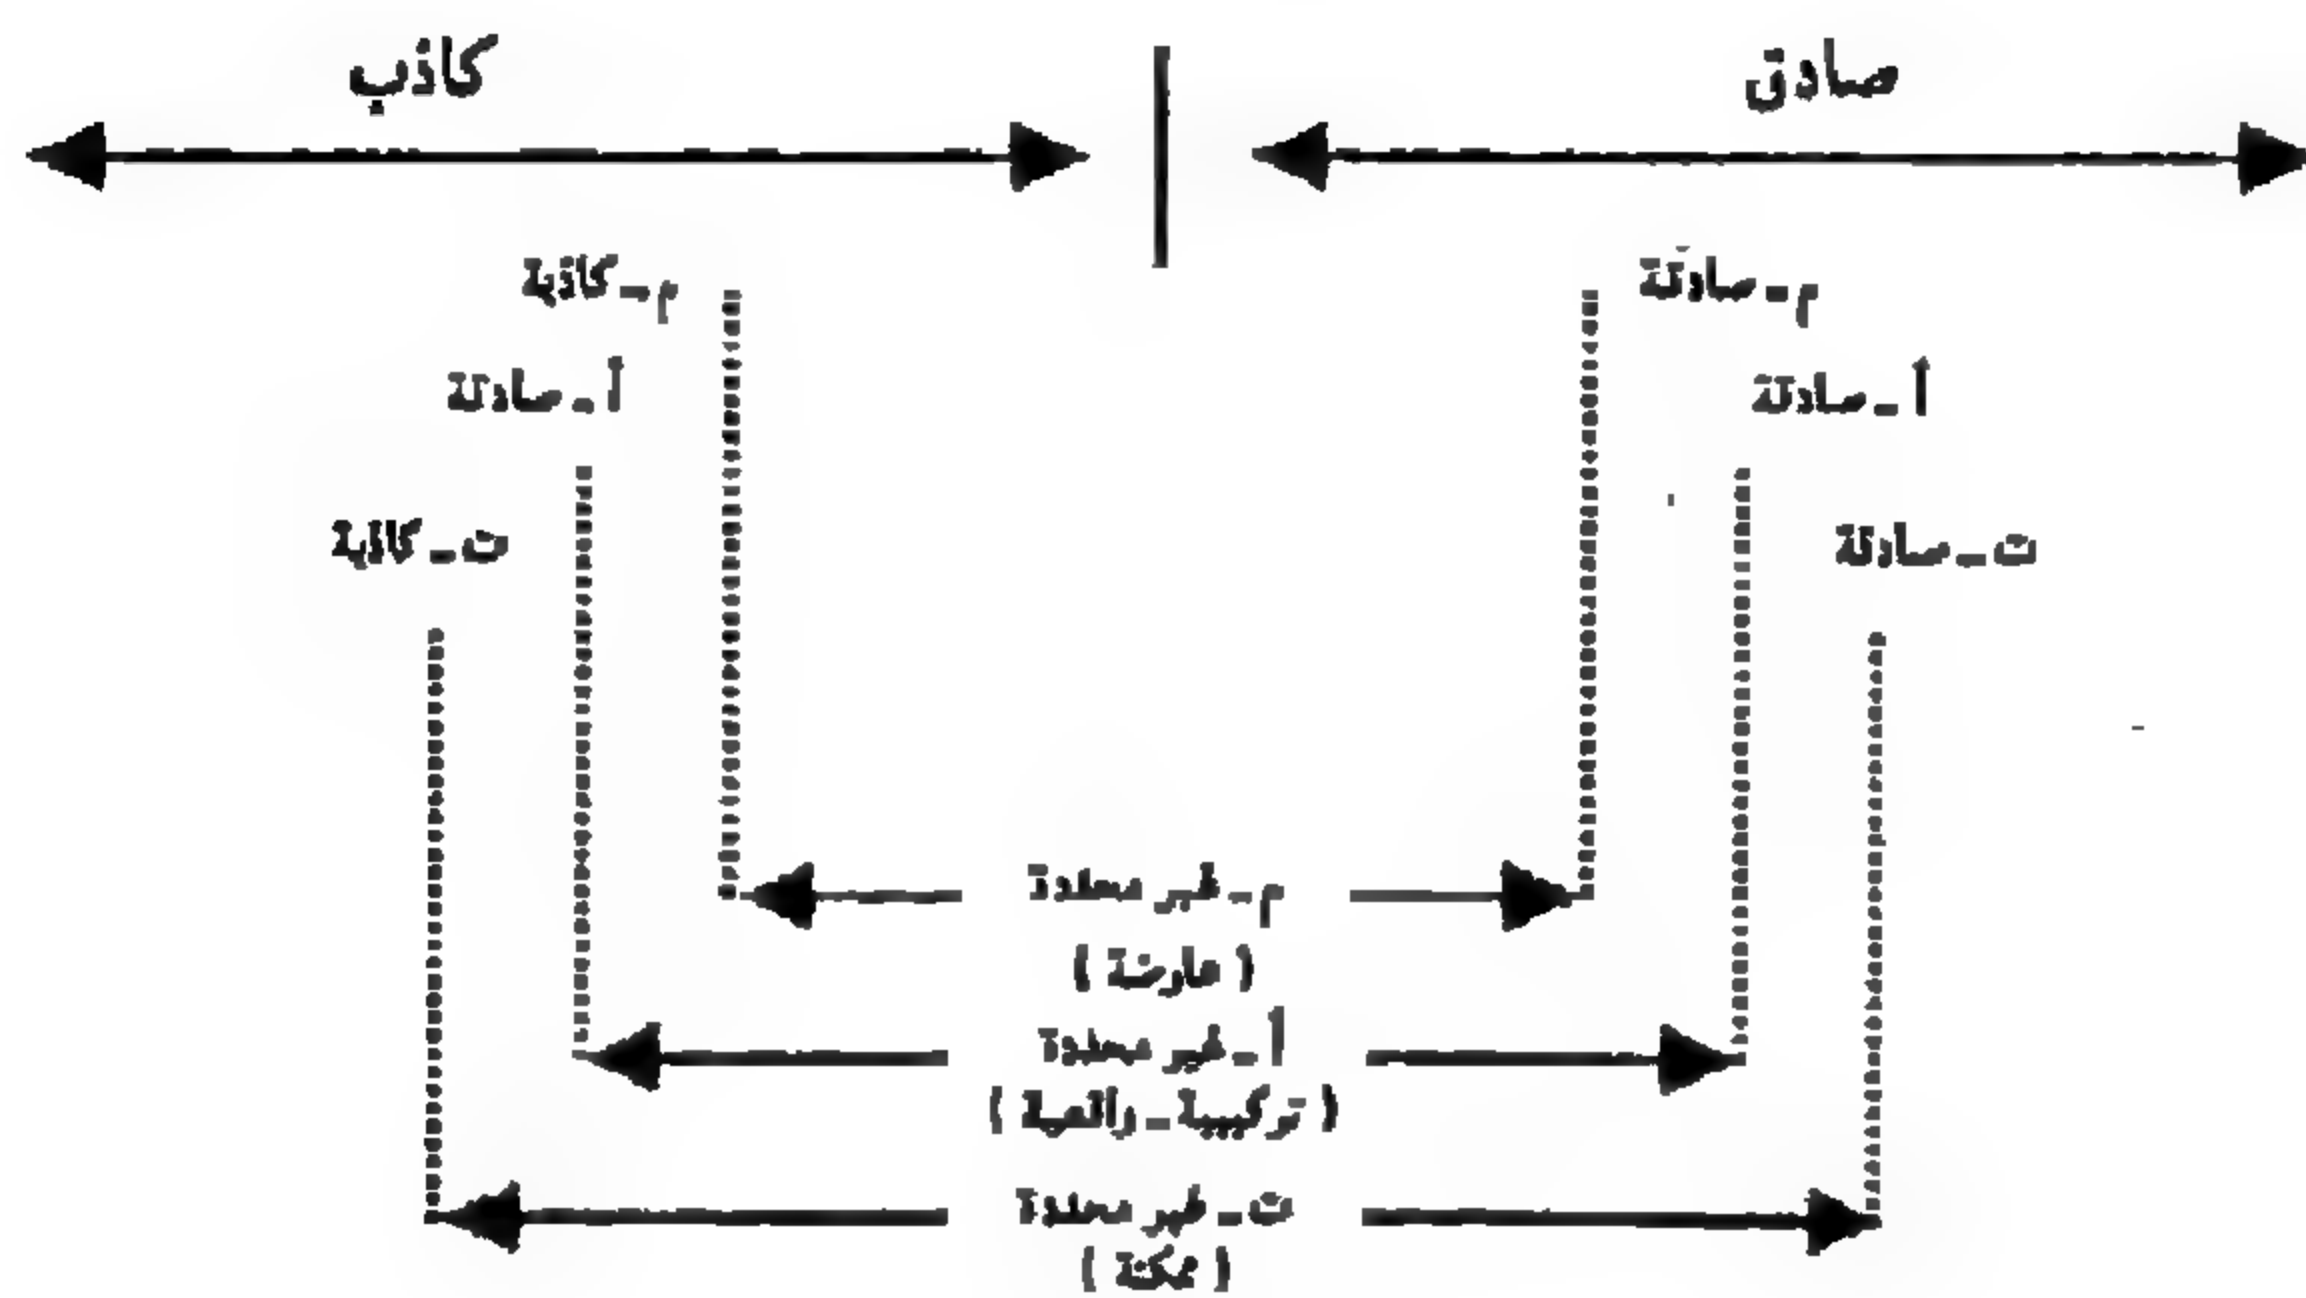 صادق
كاذب
م - صادقة
م - كاذبة
أ - صادقة
أ - صادقة
ت - صادقة
ت - كاذبة
م - غير محددة
( عارضة )
أ - غير محددة
( تركيبية - واقعية )
ت - غير محددة
( ممكنة )